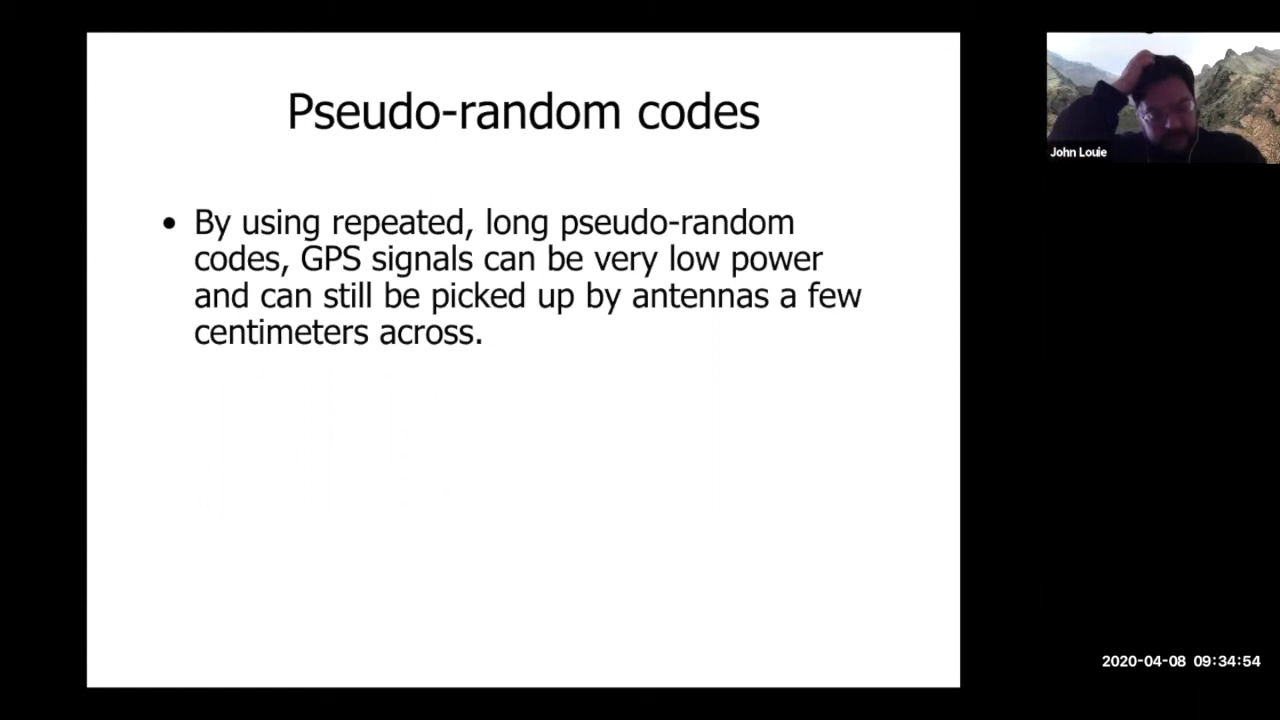 Pseudo-random codes
• By using repeated, long pseudo-random
codes, GPS signals can be very low power
and can still be picked up by antennas a few
centimeters across.
John Louie
2020-04-08 09:34:54